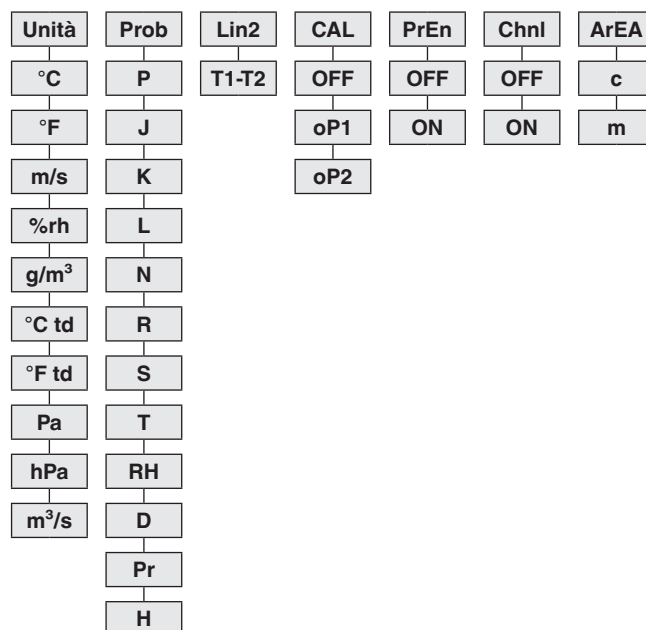 Unità Prob Lin2 CAL PrEn Chnl ArEA
°C P T1-T2 OFF OFF OFF c
°F J oP1 ON ON m
m/s K oP2
%rh L
g/m³ N
°C td R
°F td S
Pa T
hPa RH
m³/s D
Pr
H